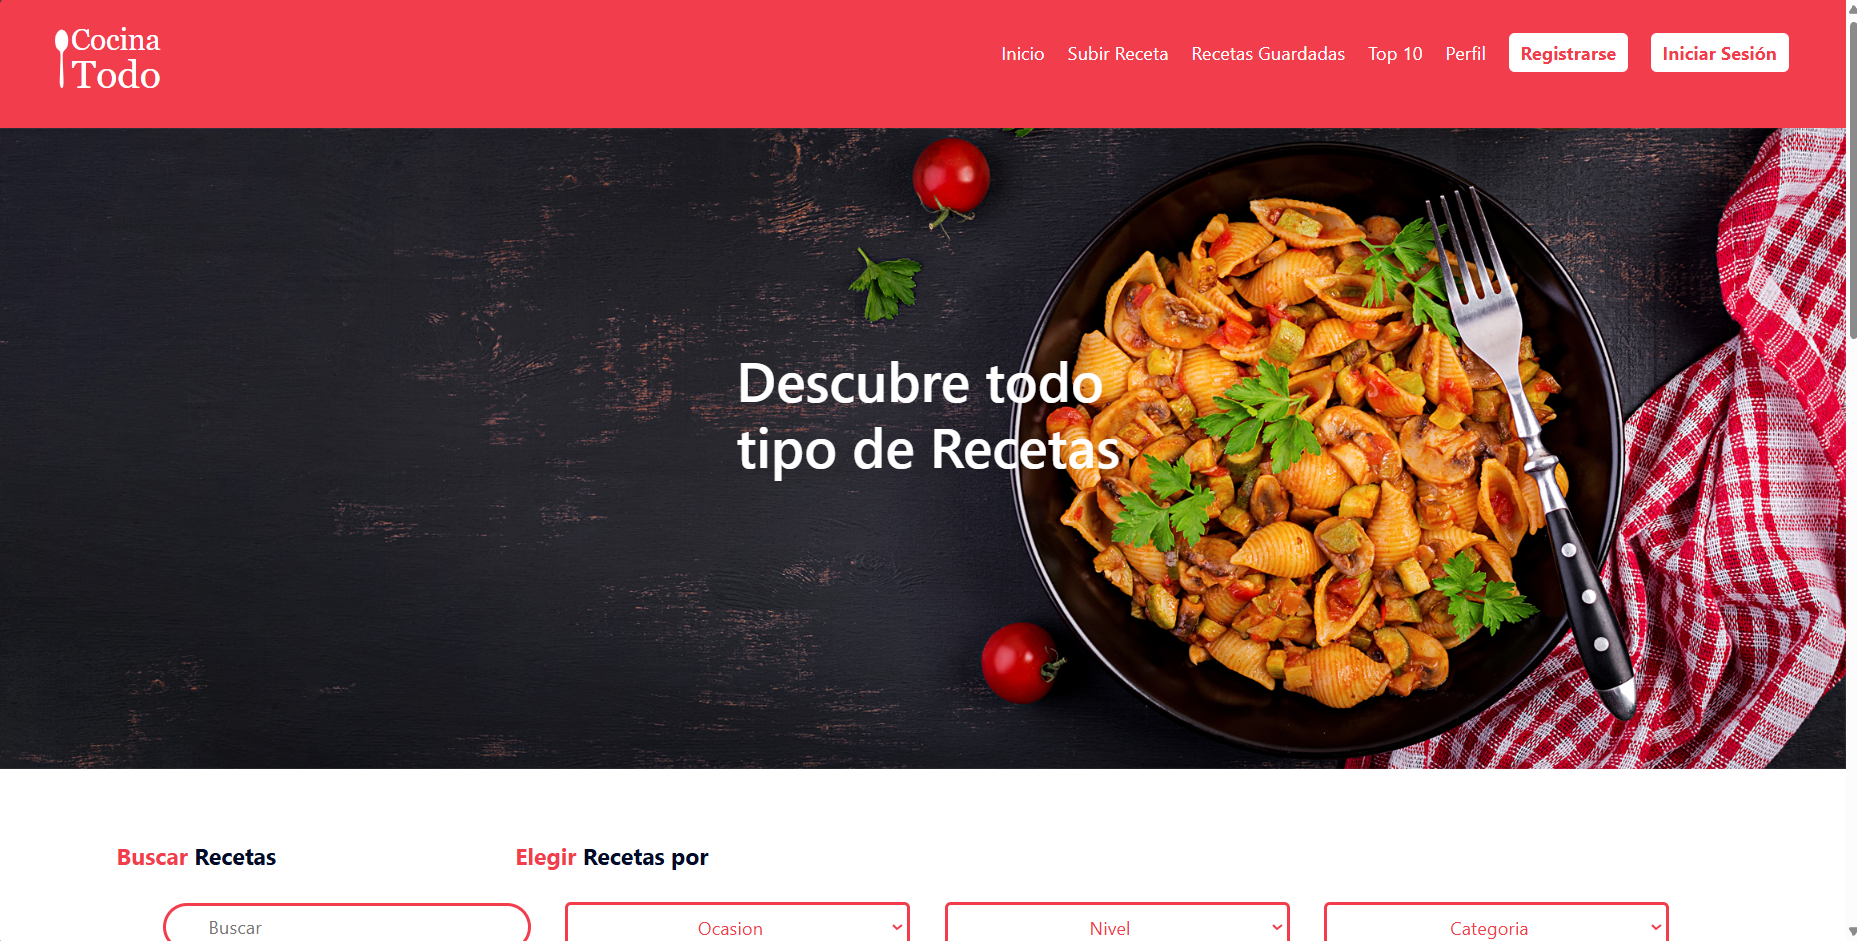 Cocina
Todo
Inicio Subir Receta Recetas Guardadas Top 10 Perfil Registrarse Iniciar Sesión
Descubre todo
tipo de Recetas
Buscar Recetas Elegir Recetas por
Buscar Ocasion Nivel Categoria